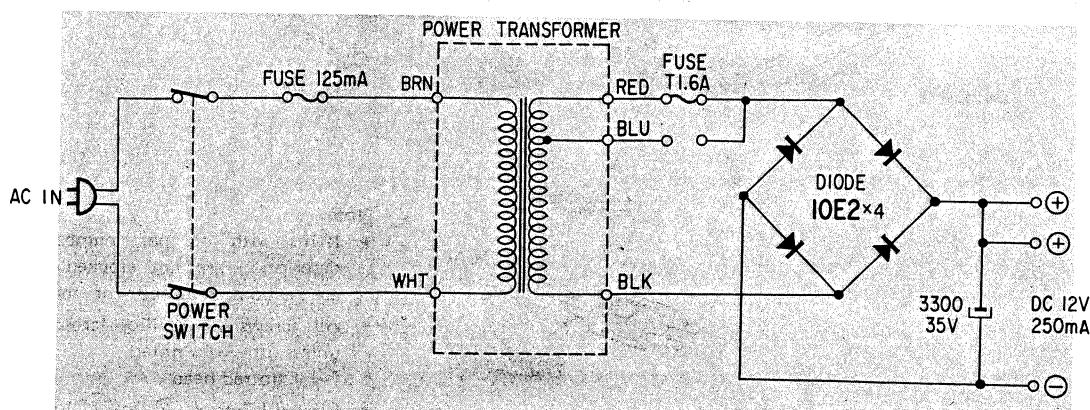 POWER TRANSFORMER
FUSE 125mA
BRN
RED
FUSE
T1.6A
BLU
AC IN
DIODE
10E2×4
+
+
WHT
BLK
POWER
SWITCH
3300
35V
DC 12V
250mA
−